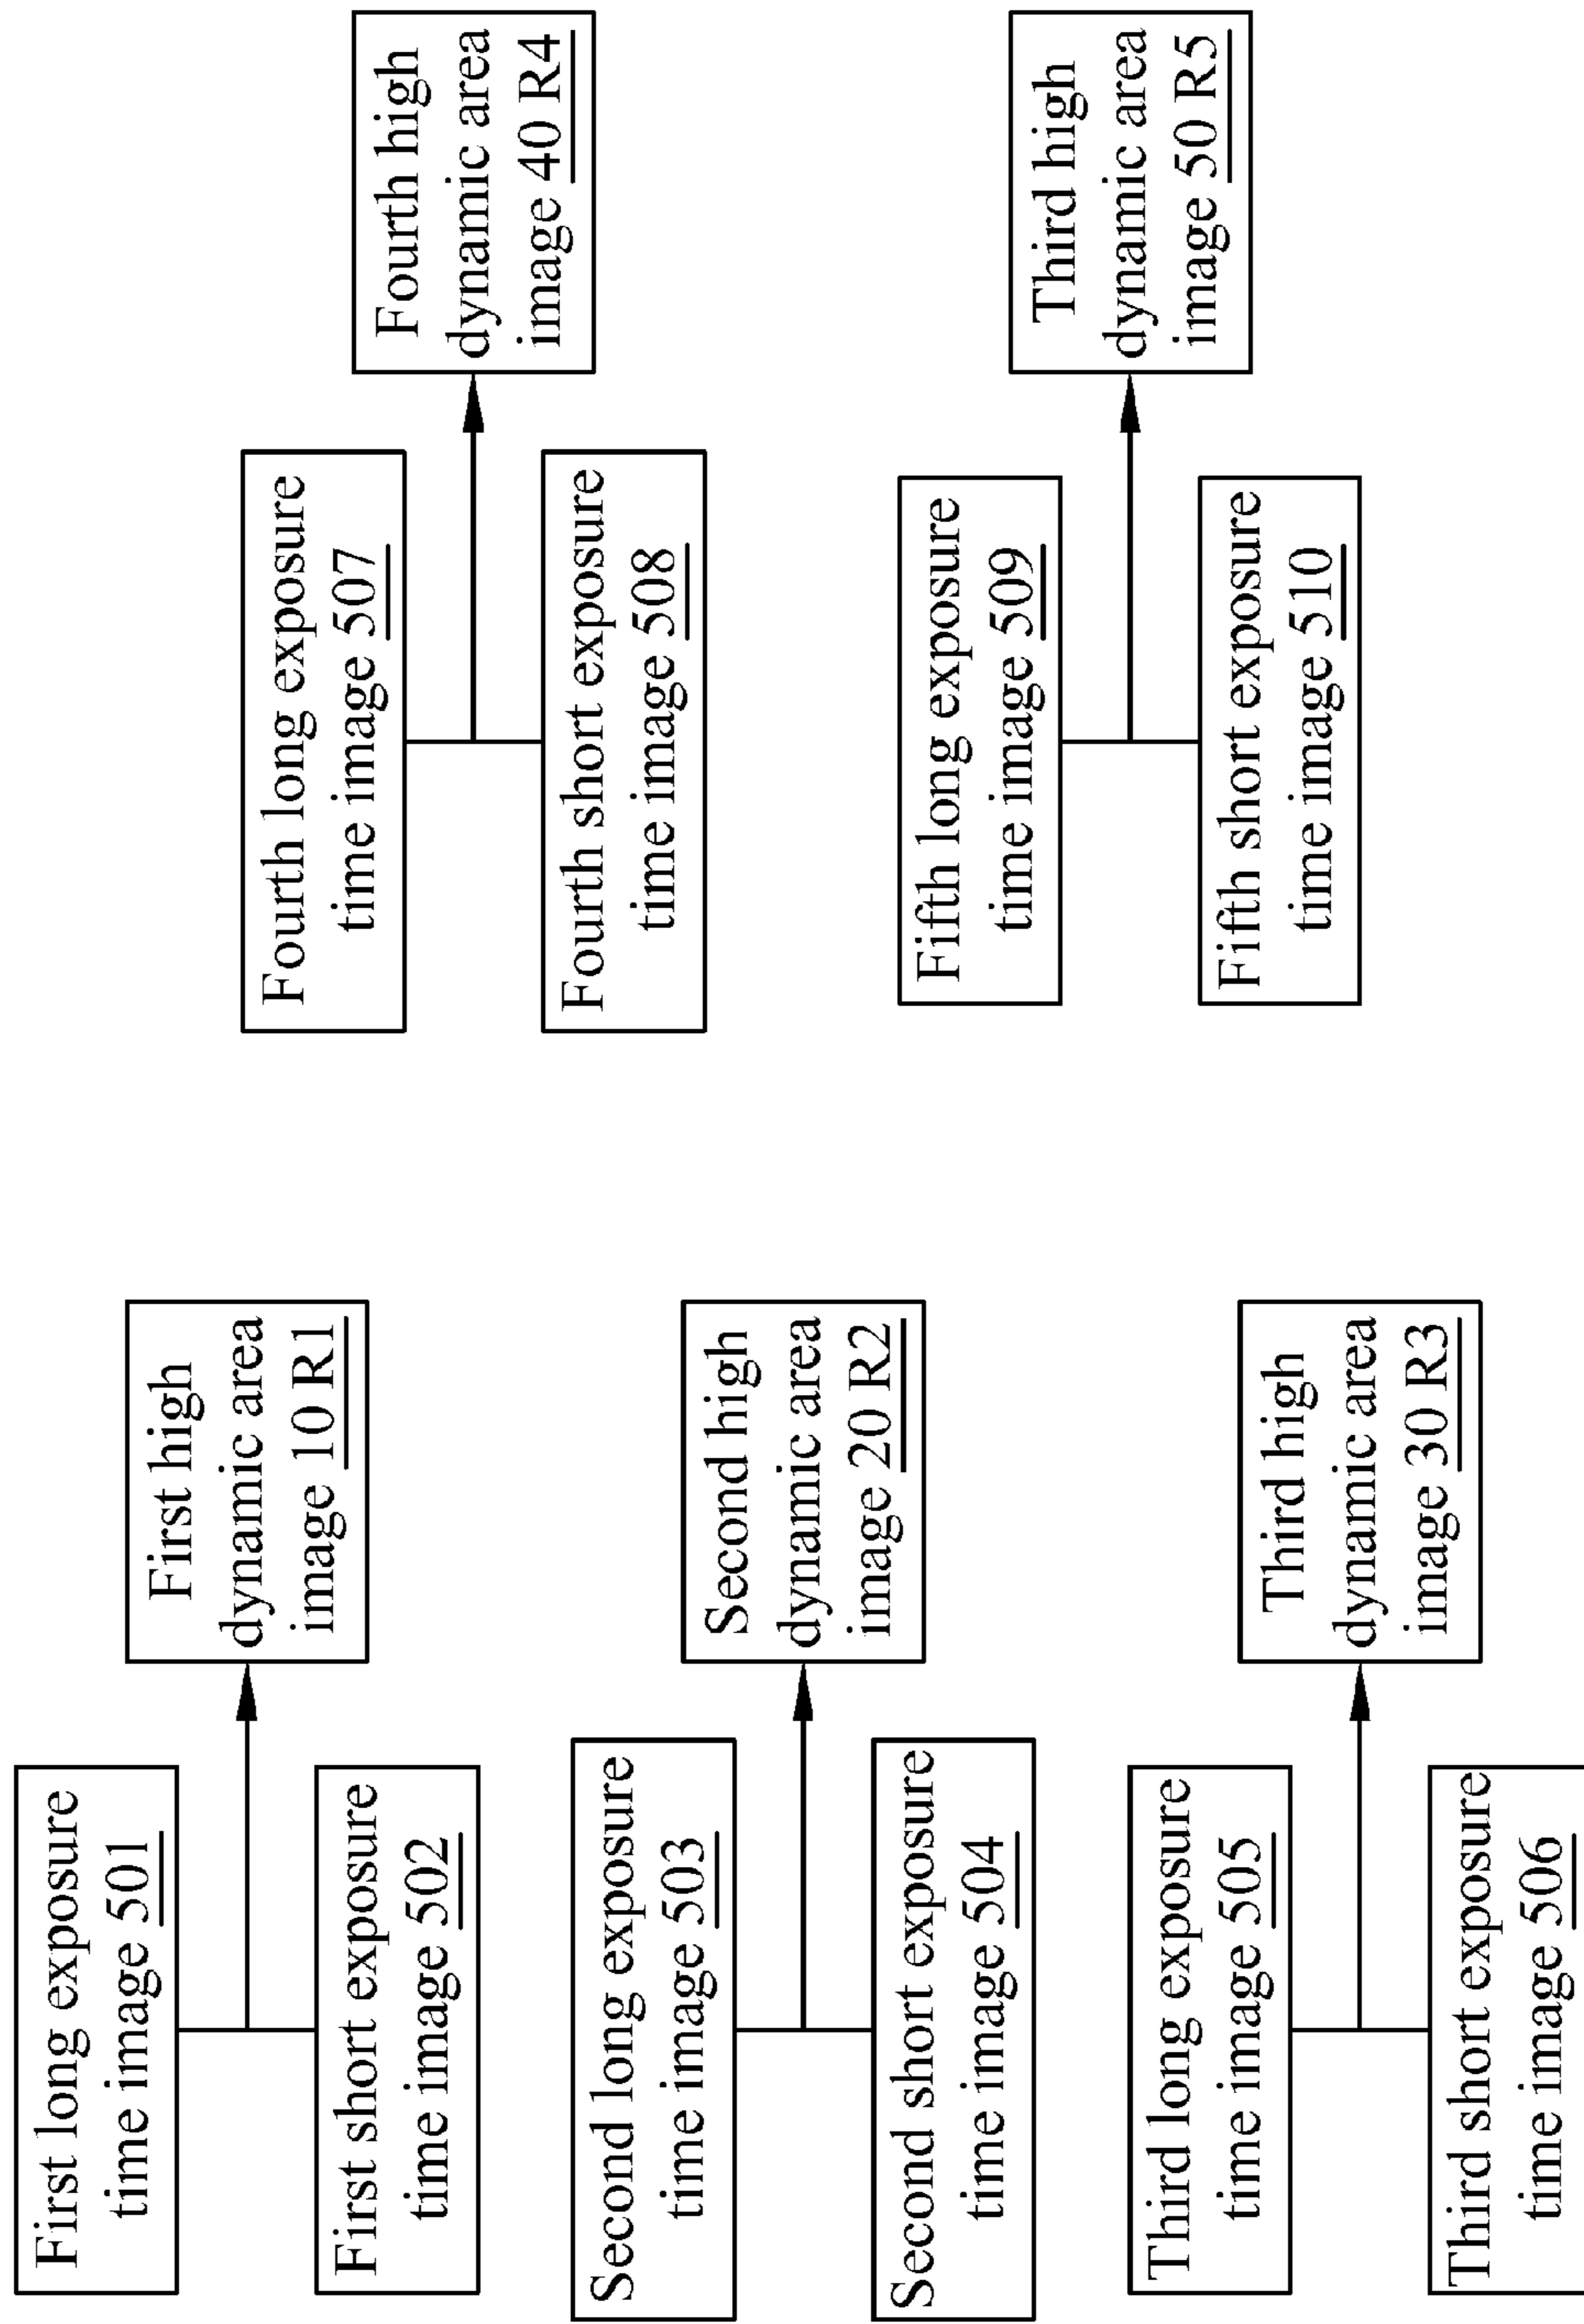 First long exposure
time image 501
First short exposure
time image 502
First high
dynamic area
image 10 R1
Second long exposure
time image 503
Second short exposure
time image 504
Second high
dynamic area
image 20 R2
Third long exposure
time image 505
Third short exposure
time image 506
Third high
dynamic area
image 30 R3
Fourth long exposure
time image 507
Fourth short exposure
time image 508
Fourth high
dynamic area
image 40 R4
Fifth long exposure
time image 509
Fifth short exposure
time image 510
Third high
dynamic area
image 50 R5